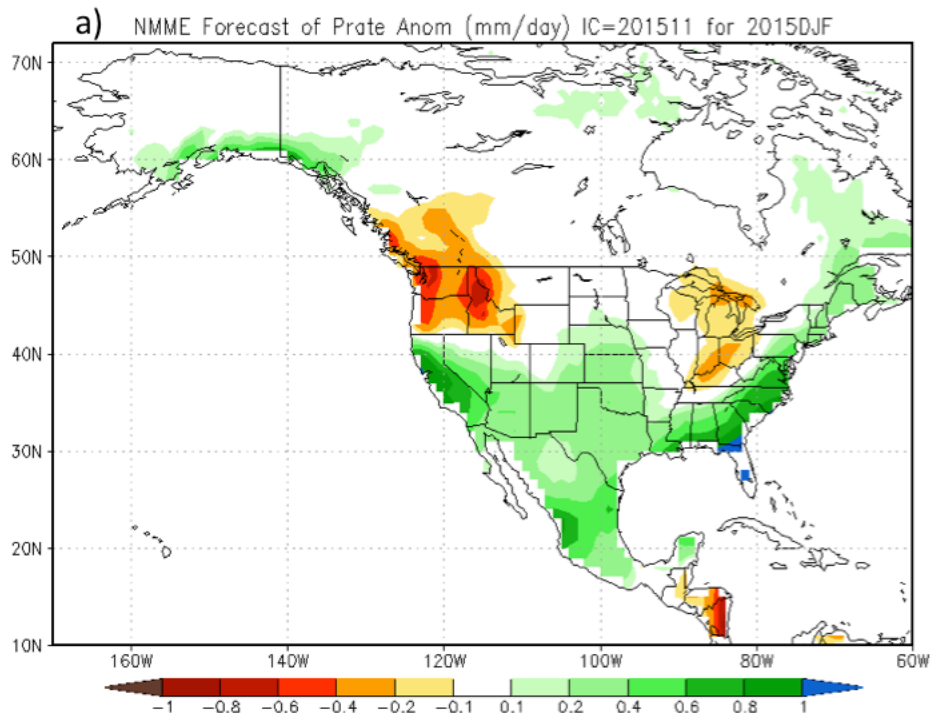 a) NMME Forecast of Prate Anom (mm/day) IC=201511 for 2015DJF
70N
60N
50N
40N
30N
20N
10N
160W 140W 120W 100W 80W 60W
−1 −0.8 −0.6 −0.4 −0.2 −0.1 0.1 0.2 0.4 0.6 0.8 1